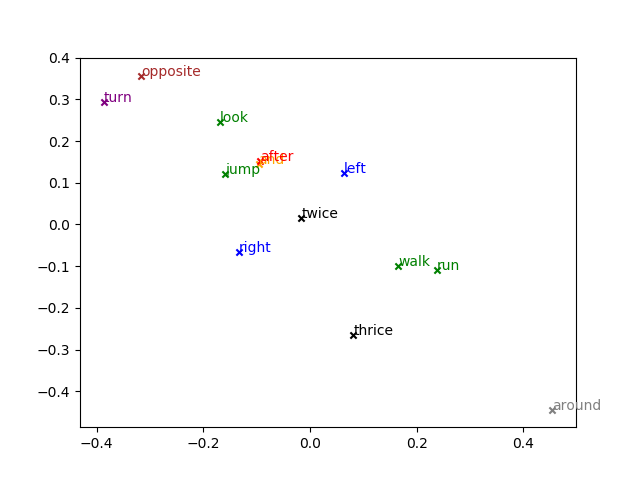 0.4
opposite
turn
0.3
look
0.2
after
and
jump
left
0.1
twice
0.0
right
walk
run
−0.1
−0.2
thrice
−0.3
−0.4
around
−0.4 −0.2 0.0 0.2 0.4